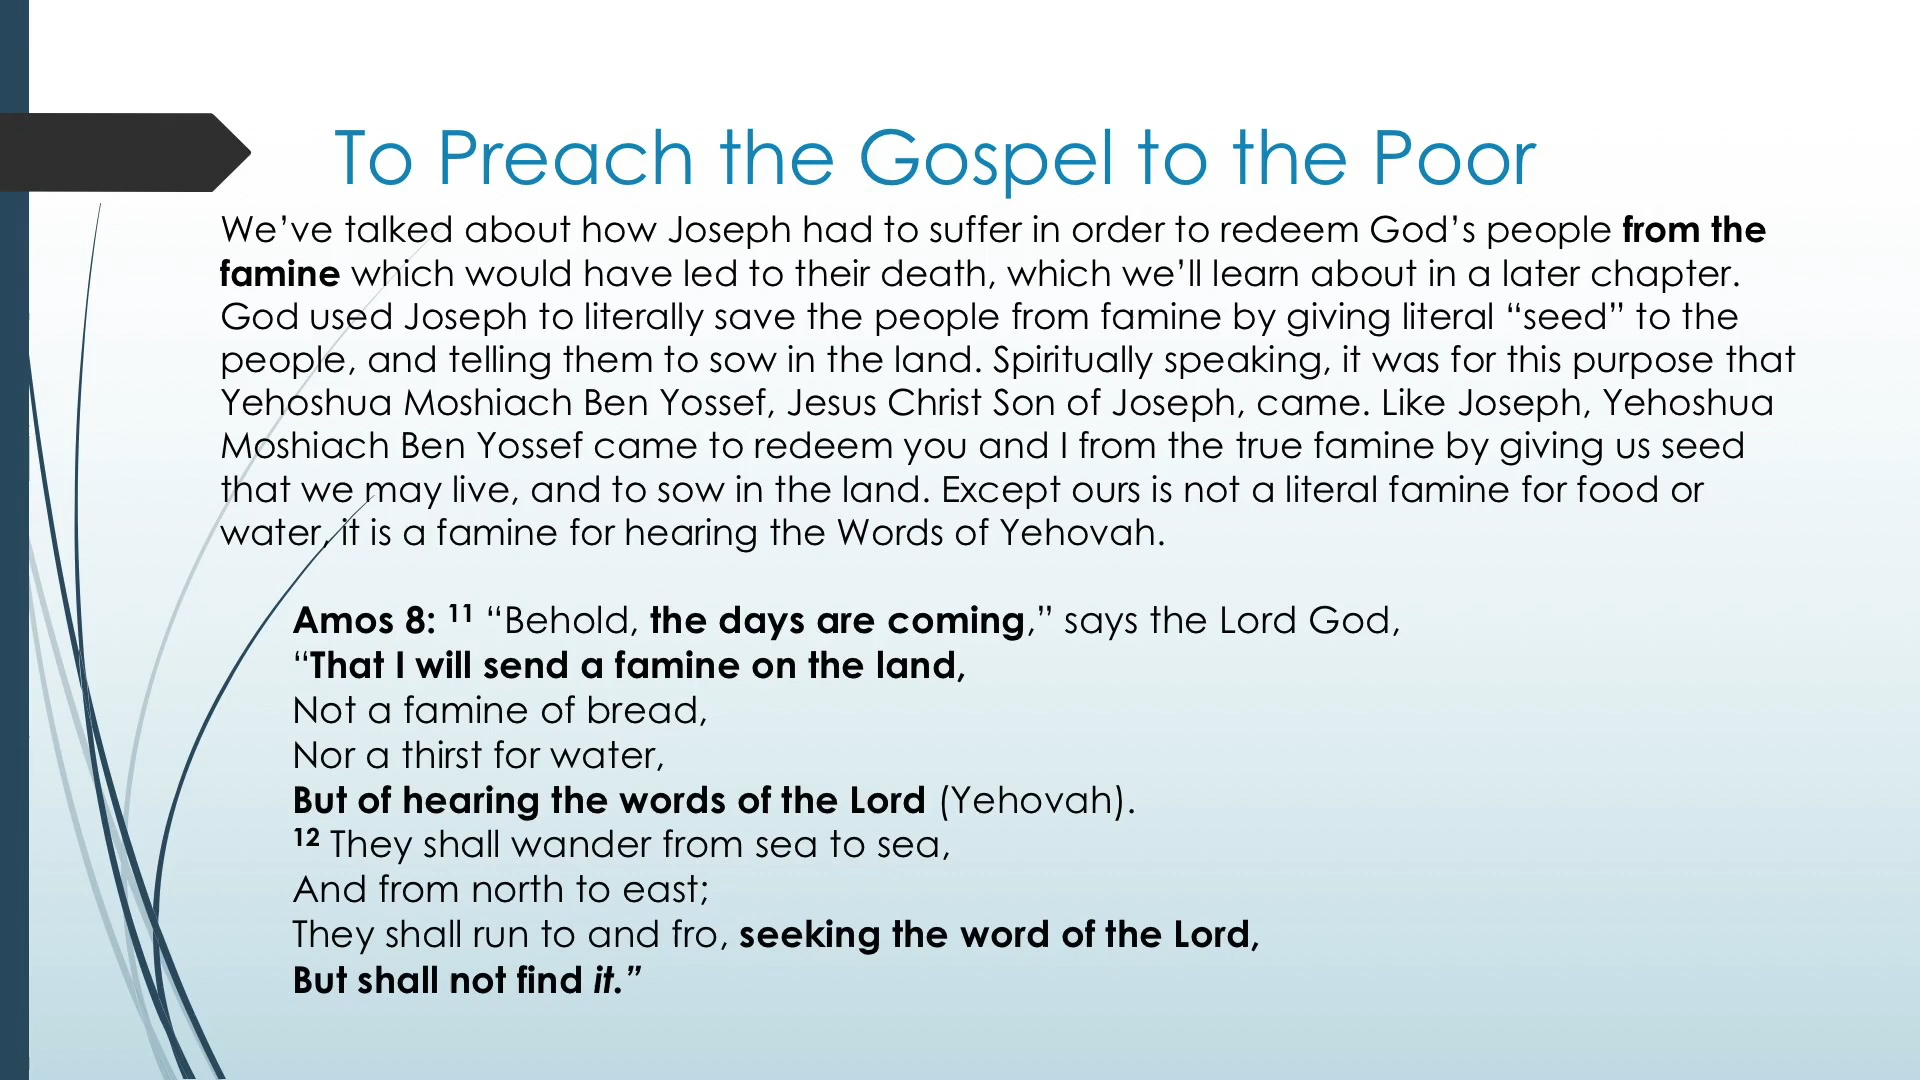 To Preach the Gospel to the Poor
We’ve talked about how Joseph had to suffer in order to redeem God’s people from the
famine which would have led to their death, which we’ll learn about in a later chapter.
God used Joseph to literally save the people from famine by giving literal “seed” to the
people, and telling them to sow in the land. Spiritually speaking, it was for this purpose that
Yehoshua Moshiach Ben Yossef, Jesus Christ Son of Joseph, came. Like Joseph, Yehoshua
Moshiach Ben Yossef came to redeem you and I from the true famine by giving us seed
that we may live, and to sow in the land. Except ours is not a literal famine for food or
water, it is a famine for hearing the Words of Yehovah.
Amos 8: 11 “Behold, the days are coming,” says the Lord God,
“That I will send a famine on the land,
Not a famine of bread,
Nor a thirst for water,
But of hearing the words of the Lord (Yehovah).
12 They shall wander from sea to sea,
And from north to east;
They shall run to and fro, seeking the word of the Lord,
But shall not find it.”